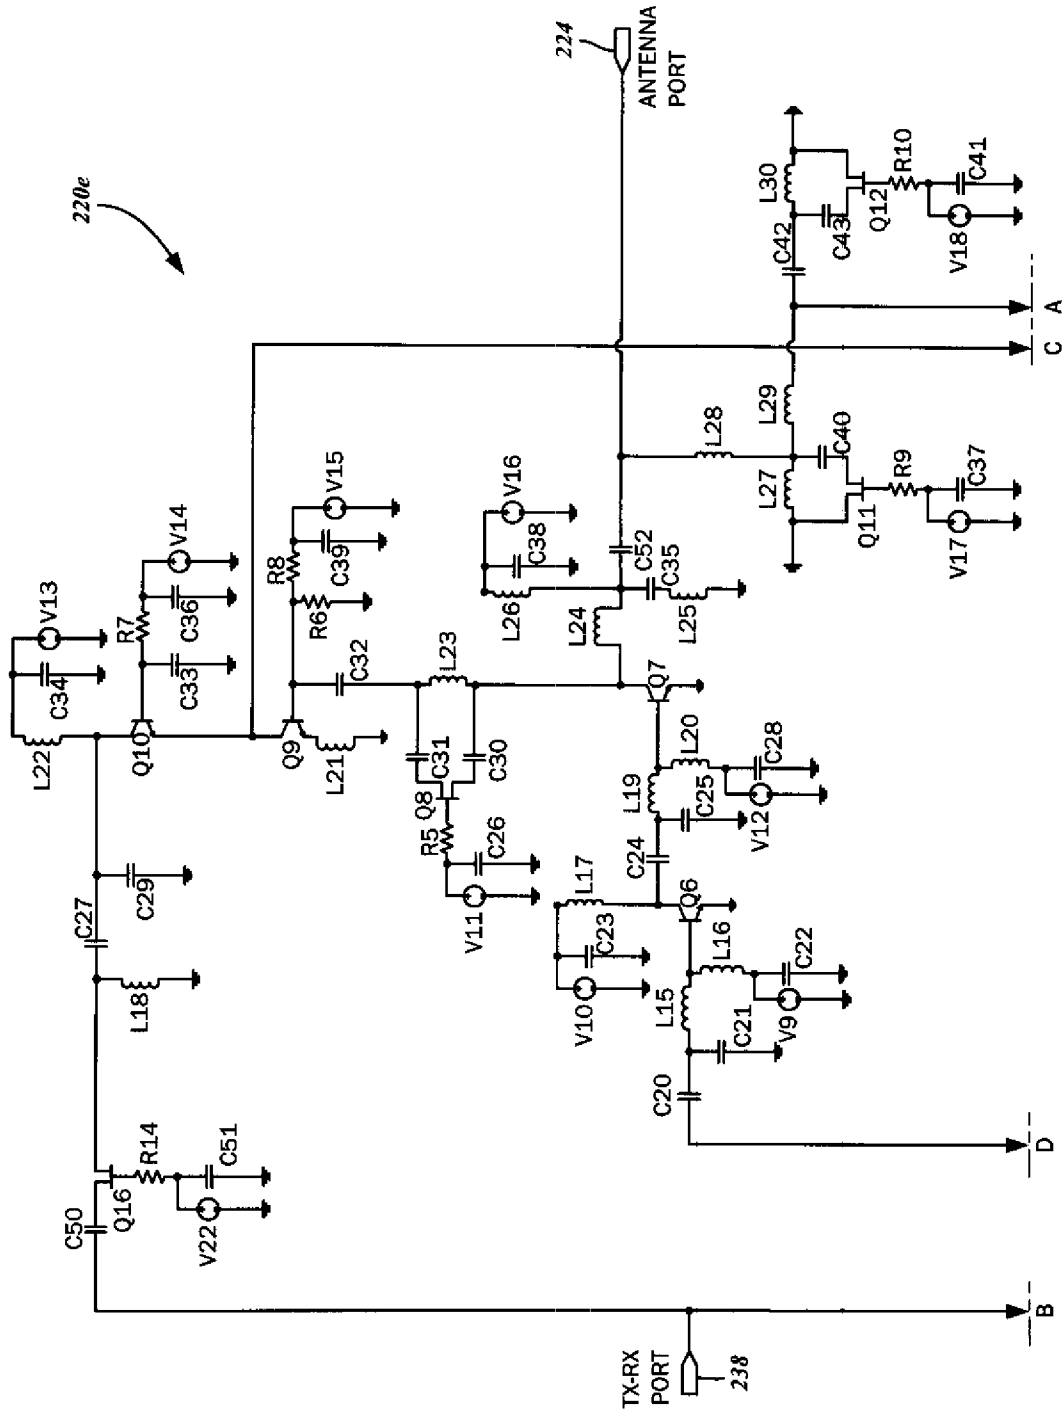 220e
224
ANTENNA
PORT
L22
C34
V13
Q10
R7
C33
C36
V14
C27
C29
L18
C50
Q16
R14
C51
V22
Q9
L21
R6
R8
C39
V15
C32
L23
C31
C30
Q8
R5
C26
V11
L26
C38
V16
L24
C52
C35
L25
Q7
L19
L20
C25
C28
V12
C24
L17
C23
V10
Q6
L15
L16
C21
C22
V9
C20
L28
L27
L29
C40
Q11
R9
C37
V17
C42
L30
C43
Q12
R10
C41
V18
TX-RX
PORT
238
B
D
C
A